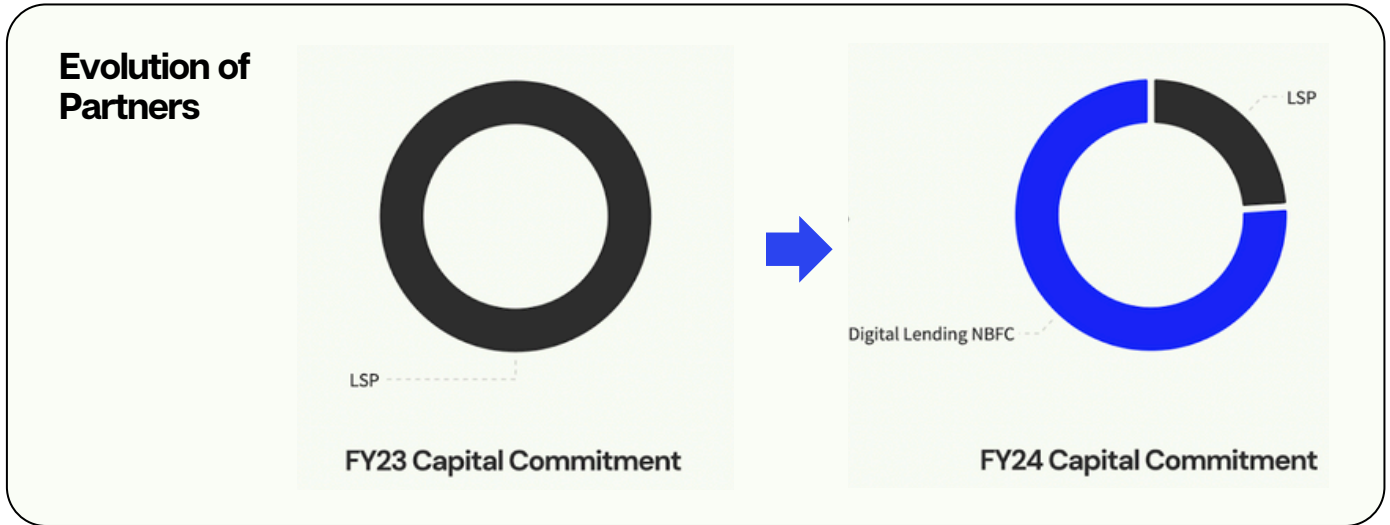 Evolution of
Partners
LSP
FY23 Capital Commitment
LSP
Digital Lending NBFC
FY24 Capital Commitment